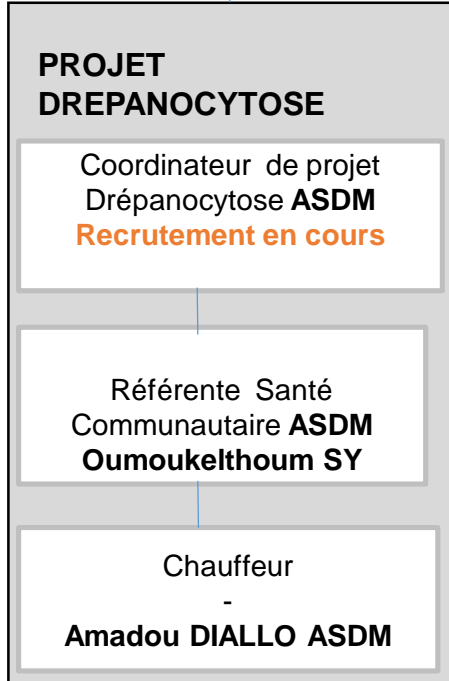 PROJET
DREPANOCYTOSE
Coordinateur de projet
Drépanocytose ASDM
Recrutement en cours
Référente Santé
Communautaire ASDM
Oumoukelthoum SY
Chauffeur
-
Amadou DIALLO ASDM